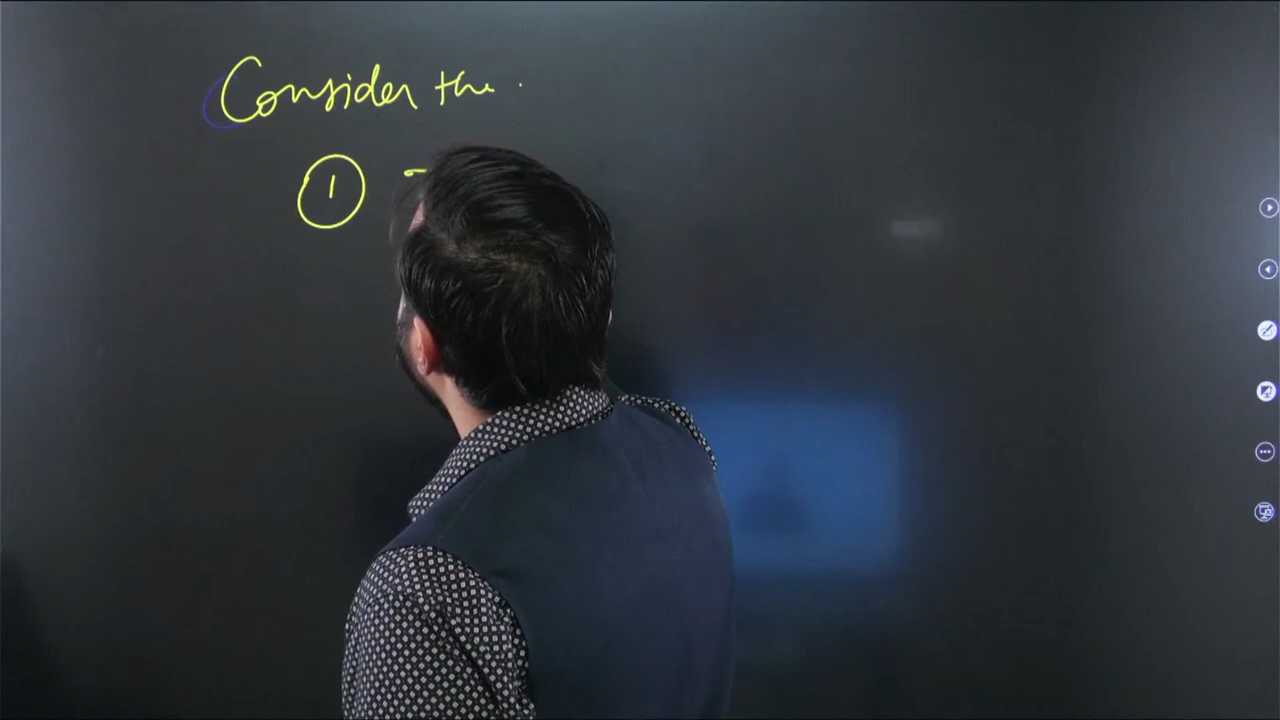 Consider the .
1